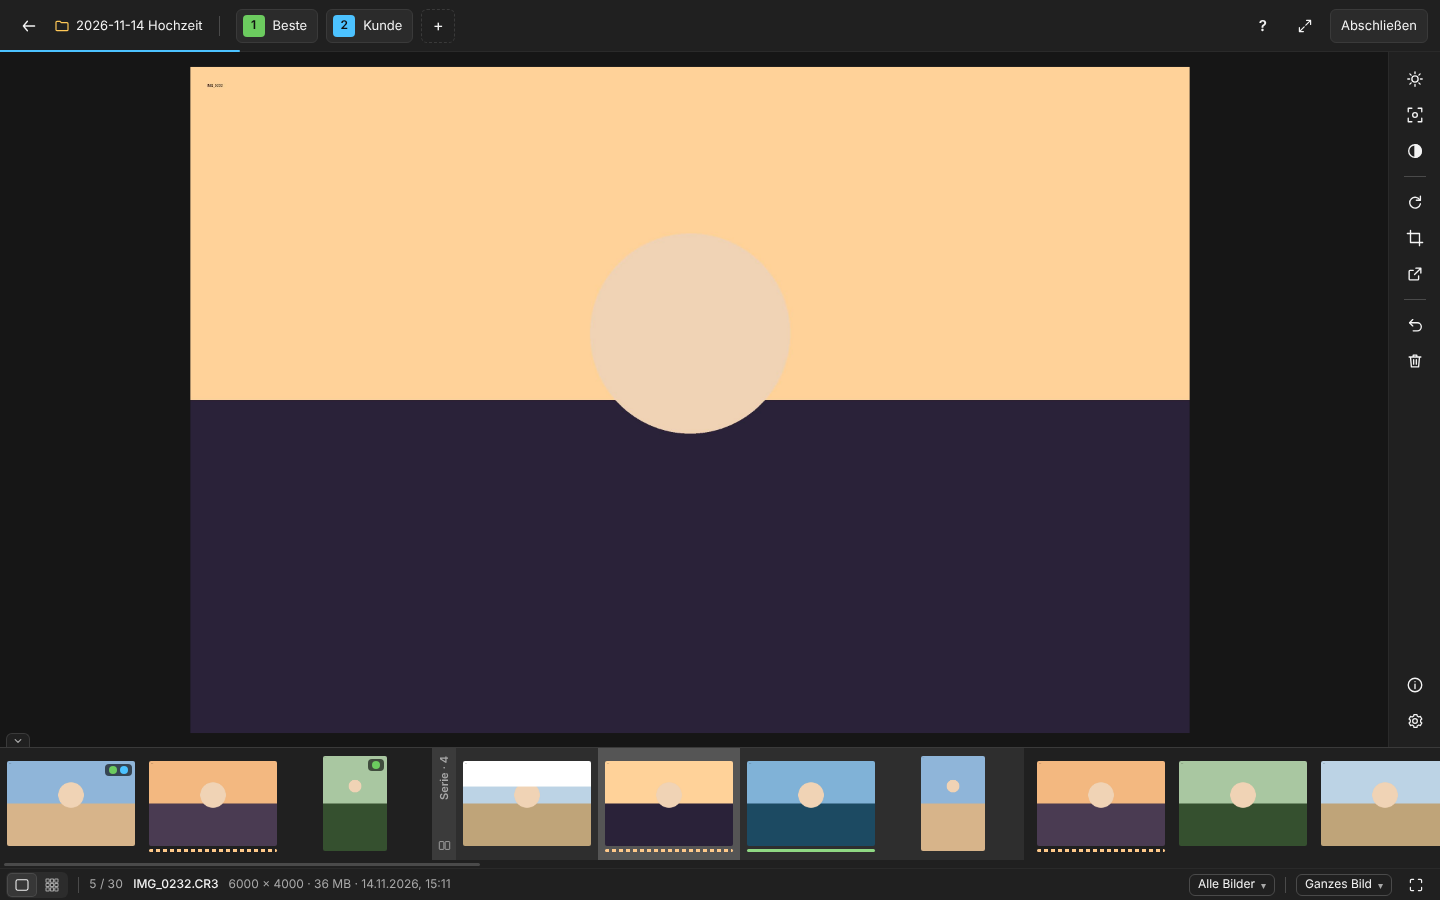 2026-11-14 Hochzeit
1 Beste
2 Kunde
+
?
Abschließen
Serie · 4
5 / 30 IMG_0232.CR3 6000 × 4000 · 36 MB · 14.11.2026, 15:11
Alle Bilder
Ganzes Bild